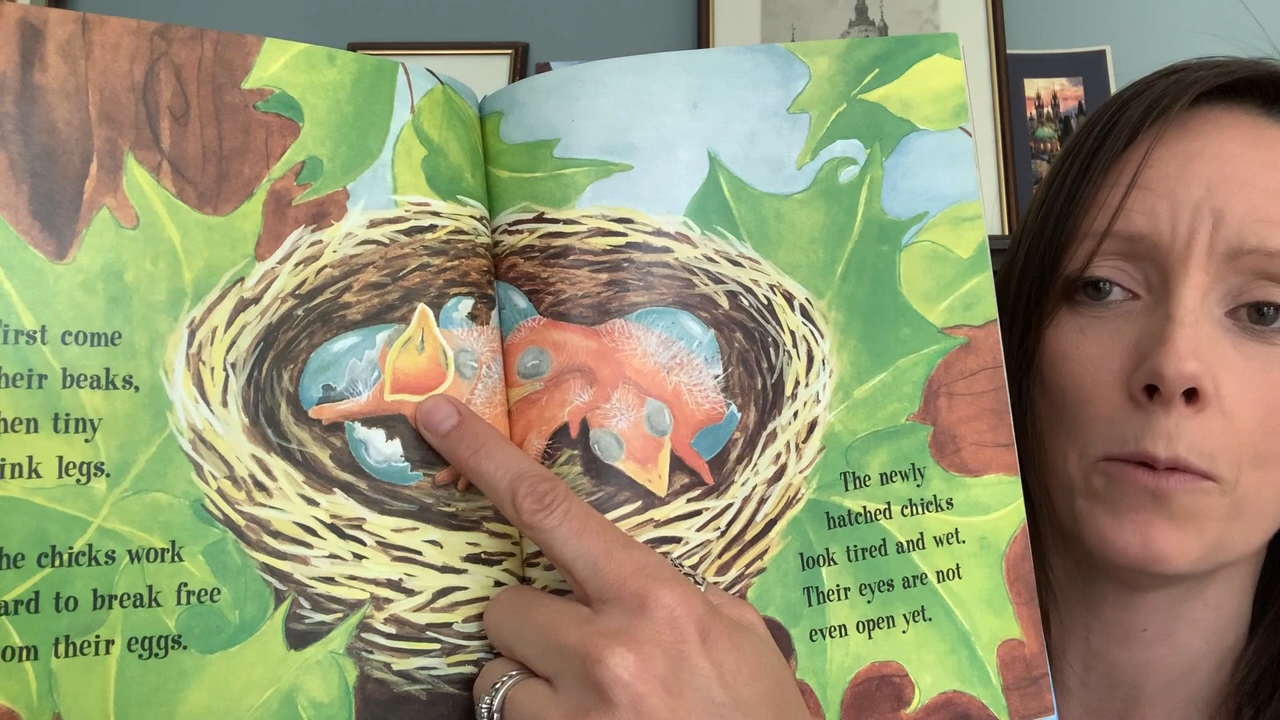 First come
heir beaks,
hen tiny
ink legs.
he chicks work
ard to break free
om their eggs.
The newly
hatched chicks
look tired and wet.
Their eyes are not
even open yet.